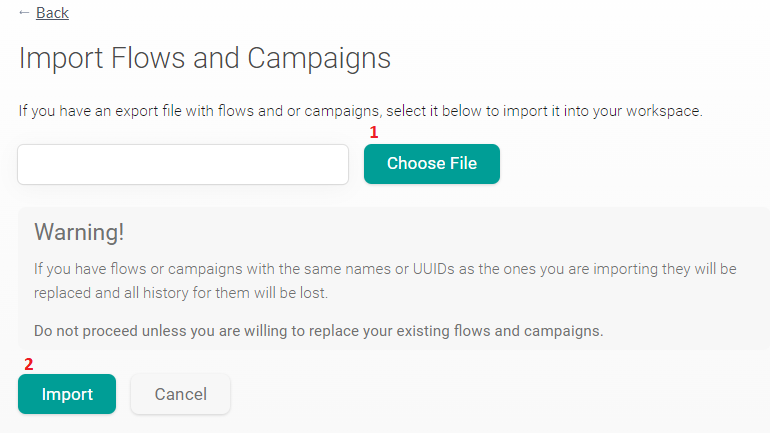 ← Back
Import Flows and Campaigns
If you have an export file with flows and or campaigns, select it below to import it into your workspace.
1
Choose File
Warning!
If you have flows or campaigns with the same names or UUIDs as the ones you are importing they will be
replaced and all history for them will be lost.
Do not proceed unless you are willing to replace your existing flows and campaigns.
2
Import Cancel